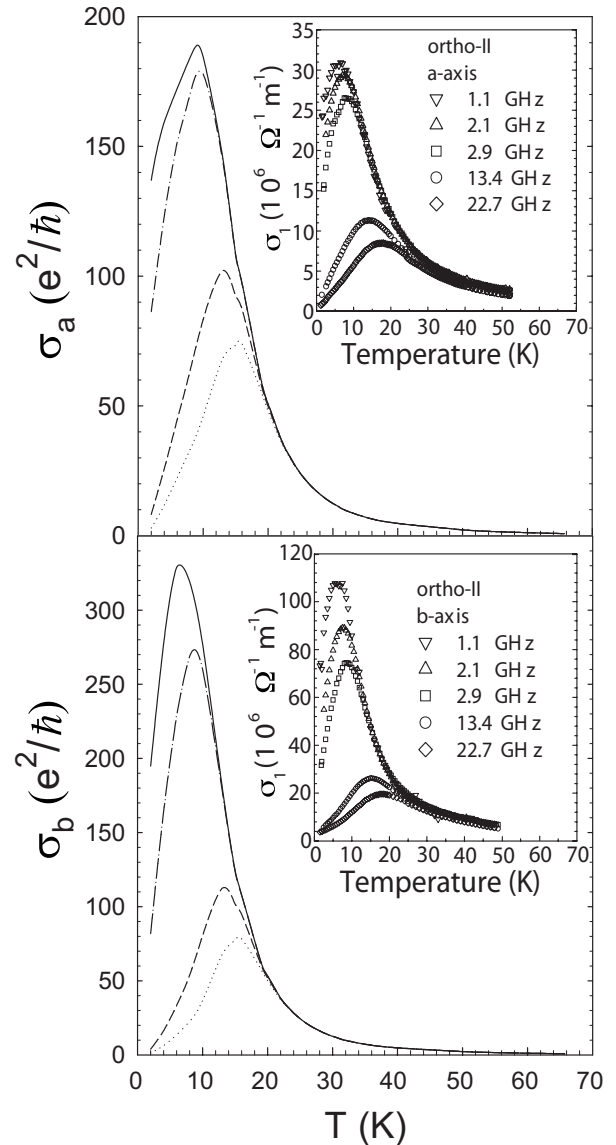 200
150
100
50
0
σa (e²/ħ)
35
30
25
20
15
10
5
0
σ1 (10⁶ Ω⁻¹ m⁻¹)
ortho-II
a-axis
1.1 GHz
2.1 GHz
2.9 GHz
13.4 GHz
22.7 GHz
0 10 20 30 40 50 60 70
Temperature (K)
300
250
200
150
100
50
0
σb (e²/ħ)
120
100
80
60
40
20
0
σ1 (10⁶ Ω⁻¹ m⁻¹)
ortho-II
b-axis
1.1 GHz
2.1 GHz
2.9 GHz
13.4 GHz
22.7 GHz
0 10 20 30 40 50 60 70
Temperature (K)
0 10 20 30 40 50 60 70
T (K)